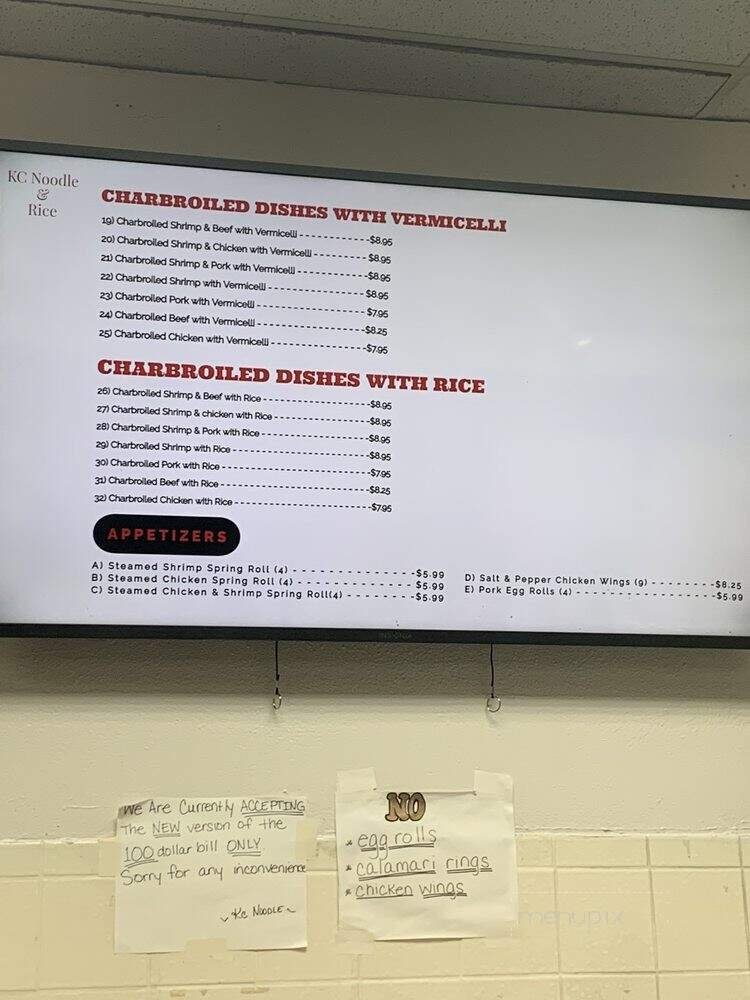 KC Noodle
&
Rice
CHARBROILED DISHES WITH VERMICELLI
19) Charbroiled Shrimp & Beef with Vermicelli - - - - - - - - - - - -$8.95
20) Charbroiled Shrimp & Chicken with Vermicelli - - - - - - - - - $8.95
21) Charbroiled Shrimp & Pork with Vermicelli - - - - - - - - - - - -$8.95
22) Charbroiled Shrimp with Vermicelli - - - - - - - - - - - - - - - - $8.95
23) Charbroiled Pork with Vermicelli - - - - - - - - - - - - - - - - - - $7.95
24) Charbroiled Beef with Vermicelli - - - - - - - - - - - - - - - - - -$8.25
25) Charbroiled Chicken with Vermicelli - - - - - - - - - - - - - - - -$7.95
CHARBROILED DISHES WITH RICE
26) Charbroiled Shrimp & Beef with Rice - - - - - - - - - - - - - - - - - -$8.95
27) Charbroiled Shrimp & chicken with Rice - - - - - - - - - - - - - - - -$8.95
28) Charbroiled Shrimp & Pork with Rice - - - - - - - - - - - - - - - - - -$8.95
29) Charbroiled Shrimp with Rice - - - - - - - - - - - - - - - - - - - - - -$8.95
30) Charbroiled Pork with Rice - - - - - - - - - - - - - - - - - - - - - - - -$7.95
31) Charbroiled Beef with Rice - - - - - - - - - - - - - - - - - - - - - - - -$8.25
32) Charbroiled Chicken with Rice - - - - - - - - - - - - - - - - - - - - - -$7.95
APPETIZERS
A) Steamed Shrimp Spring Roll (4) - - - - - - - - - - - - -$5.99
B) Steamed Chicken Spring Roll (4) - - - - - - - - - - - - - $5.99
C) Steamed Chicken & Shrimp Spring Roll(4) - - - - - - - -$5.99
D) Salt & Pepper Chicken Wings (9) - - - - - - - -$8.25
E) Pork Egg Rolls (4) - - - - - - - - - - - - - - - - -$5.99
INSIGNIA
We Are Currently ACCEPTING
The NEW version of the
100 dollar bill ONLY.
Sorry for any inconvenience
~ Kc NOODLE ~
NO
* egg rolls
* calamari rings
* chicken wings
menupix